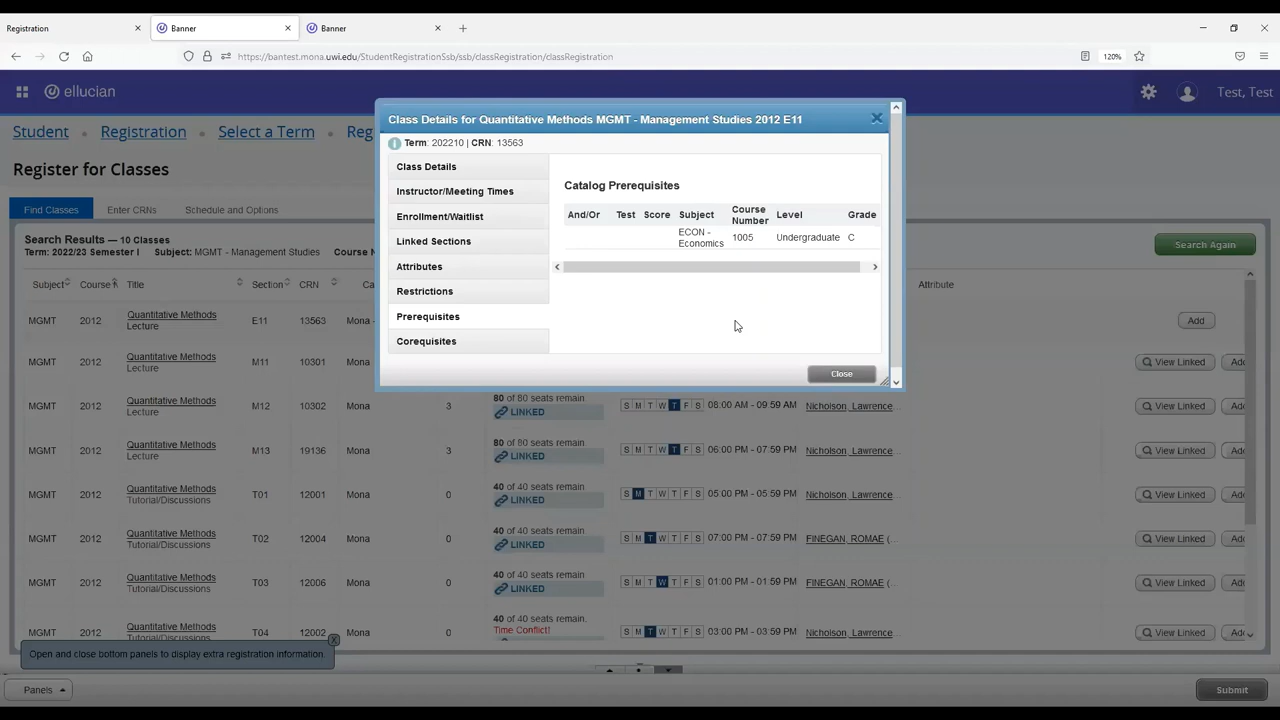 Registration × Banner × Banner × +
https://bantest.mona.uwi.edu/StudentRegistrationSsb/ssb/classRegistration/classRegistration 120%
ellucian Test, Test
Student • Registration • Select a Term • Reg
Register for Classes
Find Classes Enter CRNs Schedule and Options
Search Results — 10 Classes
Term: 2022/23 Semester I Subject: MGMT - Management Studies Course N
Search Again
Subject Course Title Section CRN Ca Attribute
MGMT 2012 Quantitative Methods E11 13563 Mona - Add
Lecture
MGMT 2012 Quantitative Methods M11 10301 Mona View Linked Add
Lecture
80 of 80 seats remain.
MGMT 2012 Quantitative Methods M12 10302 Mona 3 LINKED S M T W T F S 08:00 AM - 09:59 AM Nicholson, Lawrence... View Linked Add
Lecture
80 of 80 seats remain.
MGMT 2012 Quantitative Methods M13 19136 Mona 3 LINKED S M T W T F S 06:00 PM - 07:59 PM Nicholson, Lawrence... View Linked Add
Lecture
40 of 40 seats remain.
MGMT 2012 Quantitative Methods T01 12001 Mona 0 LINKED S M T W T F S 05:00 PM - 05:59 PM Nicholson, Lawrence... View Linked Add
Tutorial/Discussions
40 of 40 seats remain.
MGMT 2012 Quantitative Methods T02 12004 Mona 0 LINKED S M T W T F S 07:00 PM - 07:59 PM FINEGAN, ROMAE (... View Linked Add
Tutorial/Discussions
40 of 40 seats remain.
MGMT 2012 Quantitative Methods T03 12006 Mona 0 LINKED S M T W T F S 01:00 PM - 01:59 PM FINEGAN, ROMAE (... View Linked Add
Tutorial/Discussions
40 of 40 seats remain.
MGMT 2012 Quantitative Methods T04 12002 Mona 0 Time Conflict! S M T W T F S 03:00 PM - 03:59 PM Nicholson, Lawrence... View Linked Add
Tutorial/Discussions
Open and close bottom panels to display extra registration information. X
Panels Submit
Class Details for Quantitative Methods MGMT - Management Studies 2012 E11
Term: 202210 | CRN: 13563
Class Details
Instructor/Meeting Times
Enrollment/Waitlist
Linked Sections
Attributes
Restrictions
Prerequisites
Corequisites
Catalog Prerequisites
And/Or Test Score Subject Course Number Level Grade
ECON - Economics 1005 Undergraduate C
Close